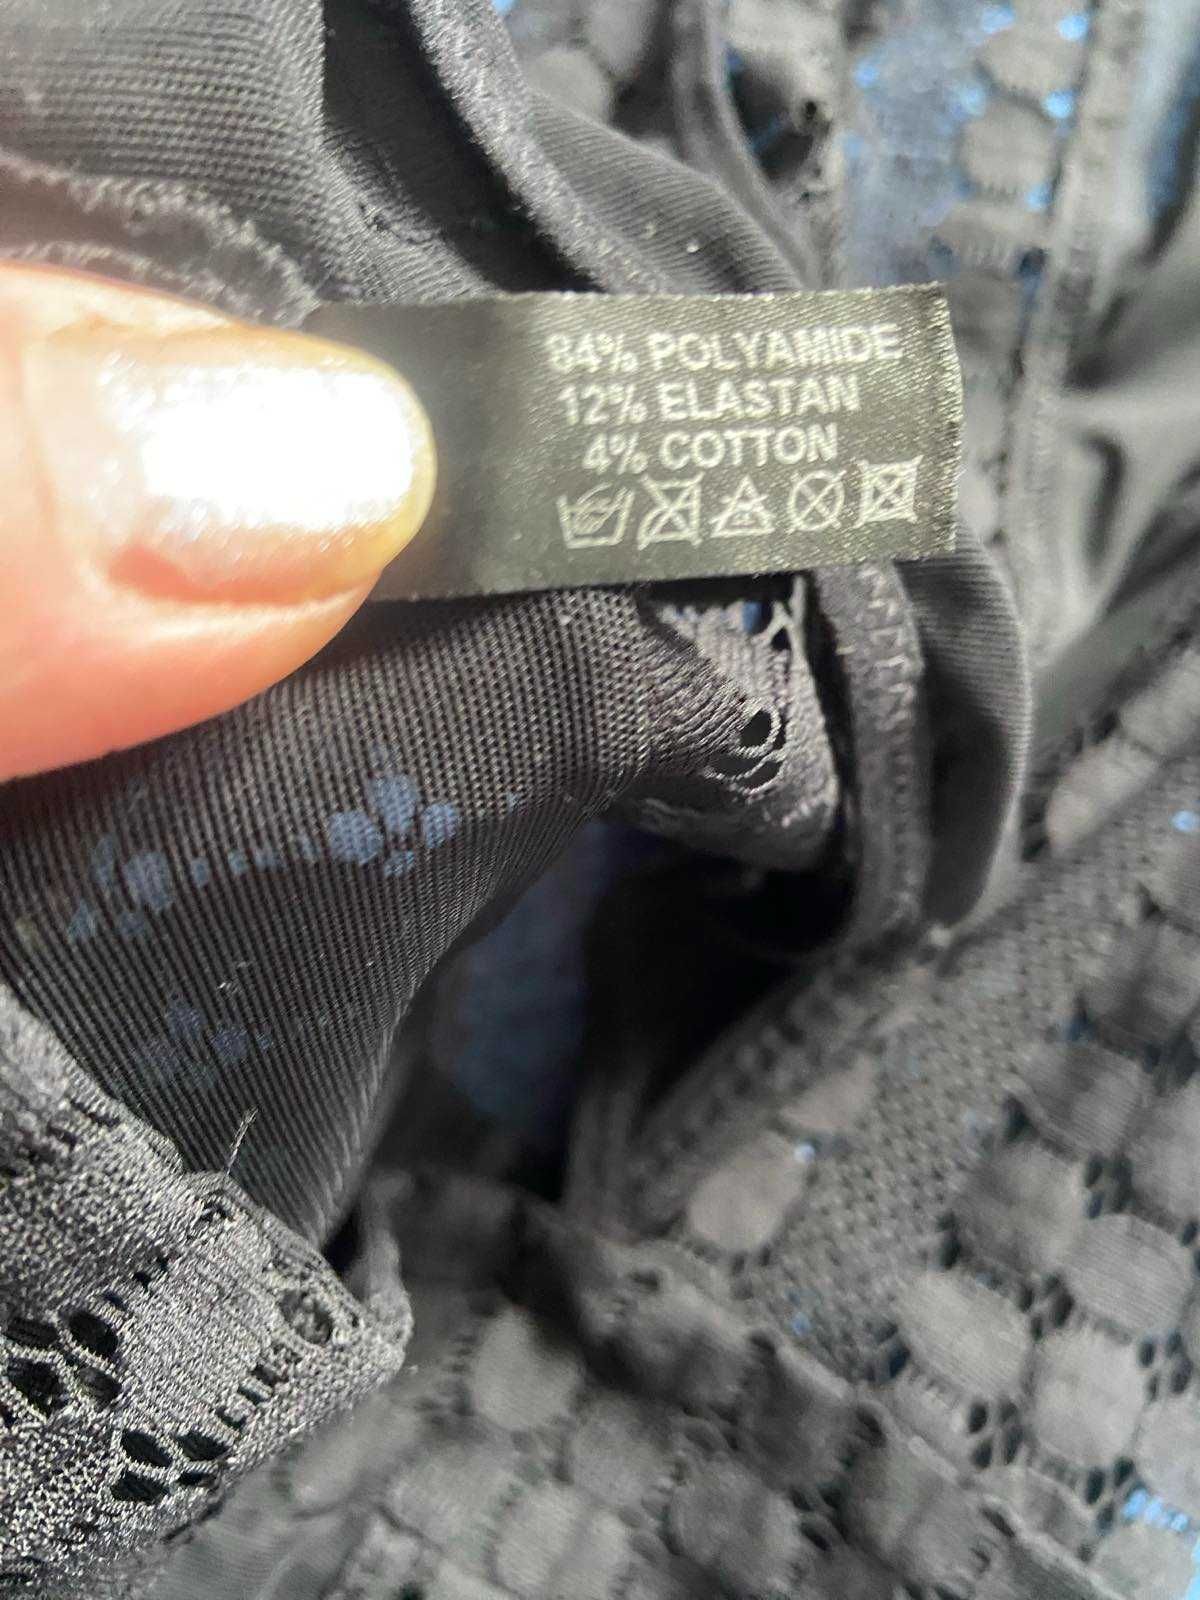 84% POLYAMIDE
12% ELASTAN
4% COTTON